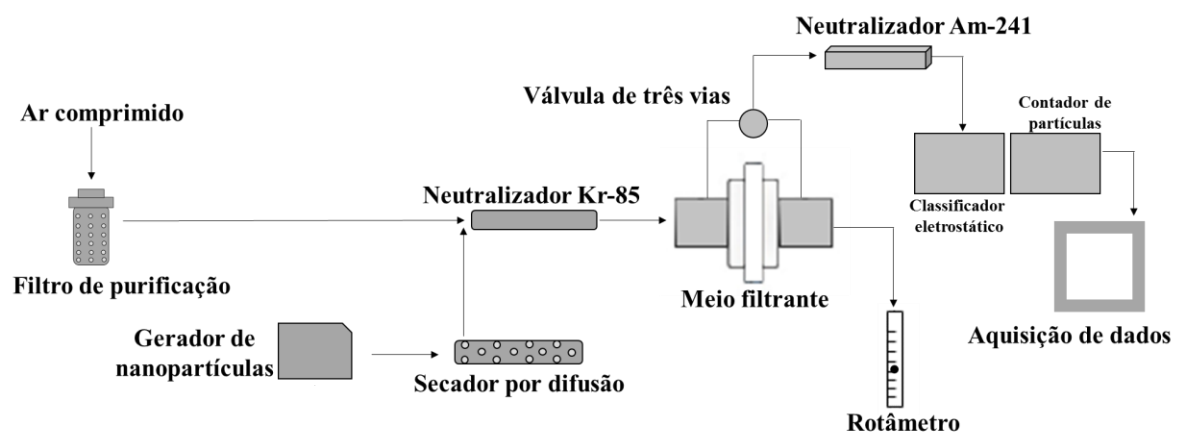 Neutralizador Am-241
Válvula de três vias
Ar comprimido
Contador de
partículas
Neutralizador Kr-85
Classificador
eletrostático
Filtro de purificação
Meio filtrante
Gerador de
nanopartículas
Secador por difusão
Aquisição de dados
Rotâmetro